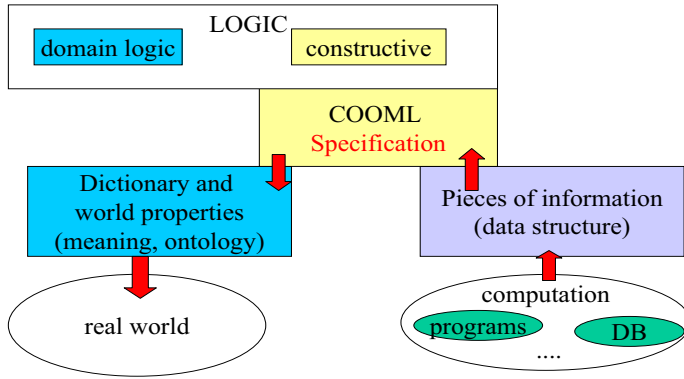 LOGIC
domain logic
constructive
COOML
Specification
Dictionary and
world properties
(meaning, ontology)
Pieces of information
(data structure)
real world
computation
programs
DB
....